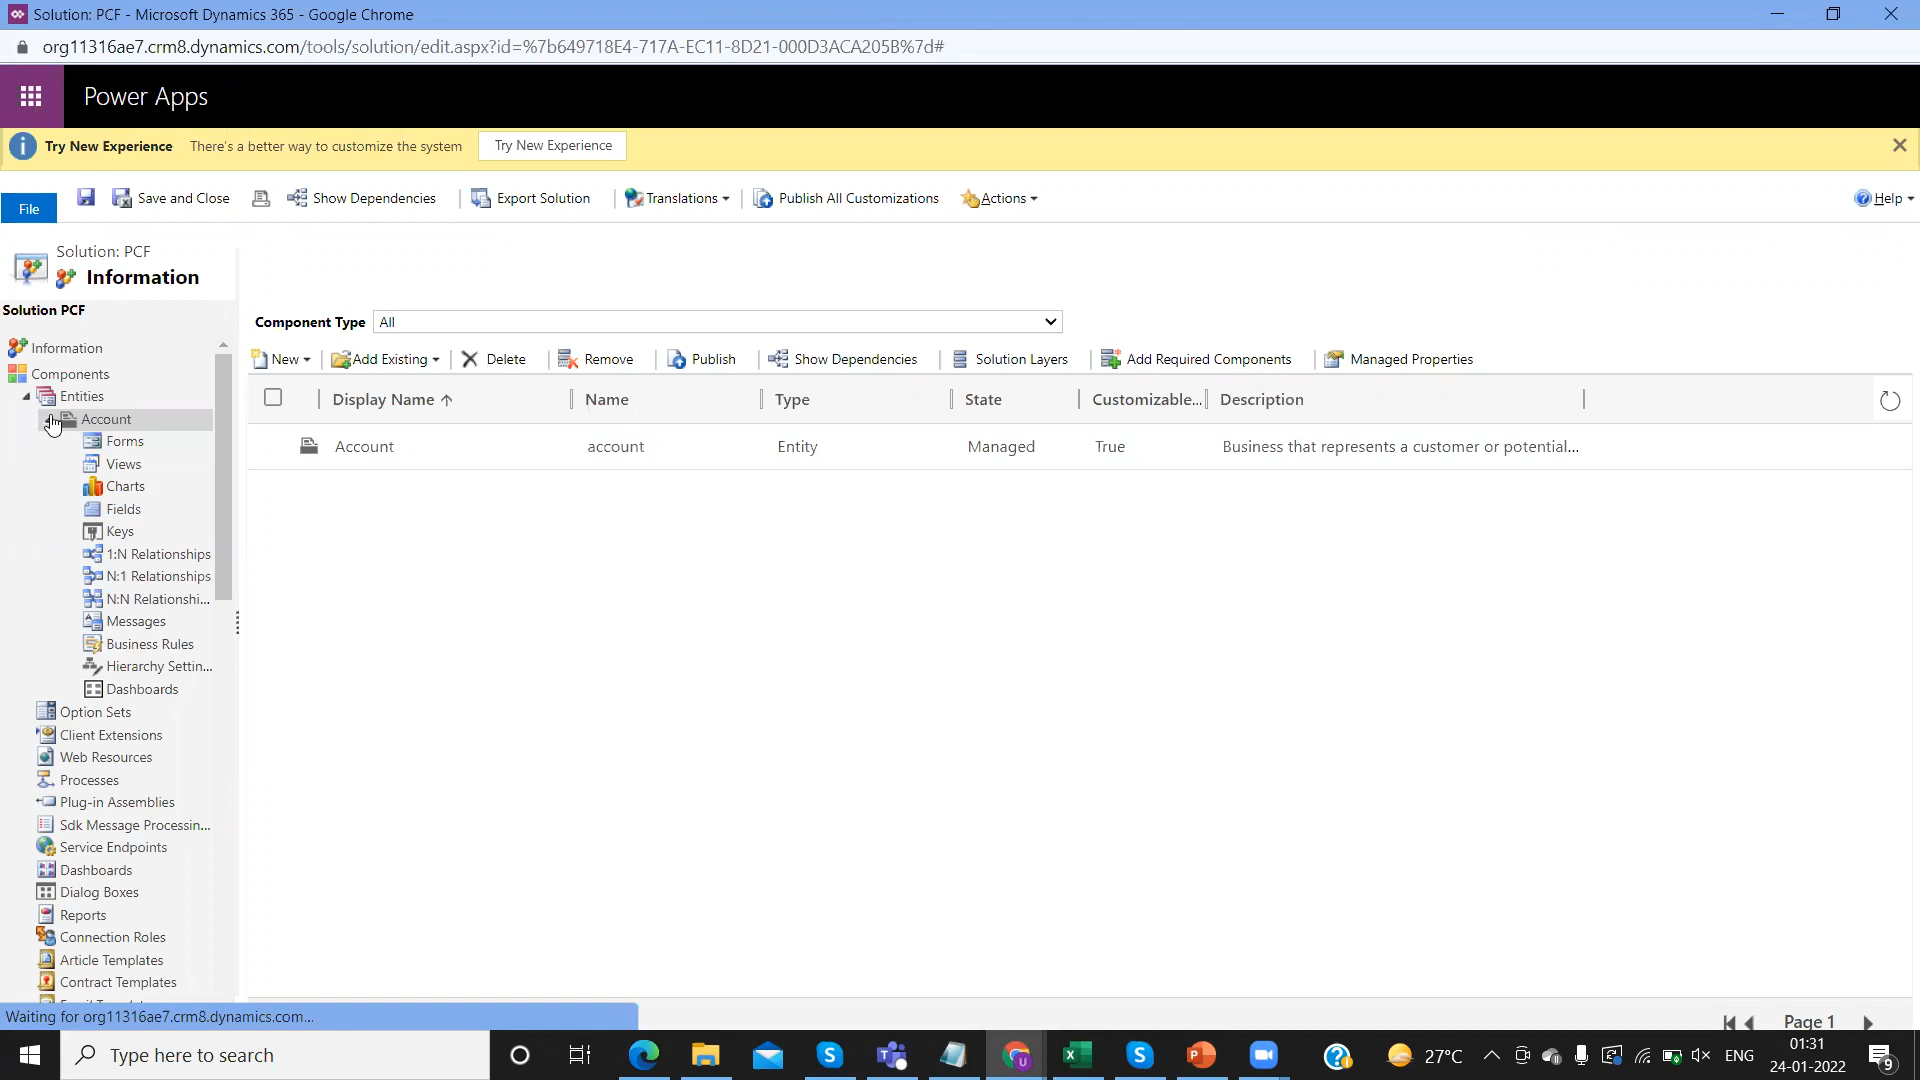 Solution: PCF - Microsoft Dynamics 365 - Google Chrome
org11316ae7.crm8.dynamics.com/tools/solution/edit.aspx?id=%7b649718E4-717A-EC11-8D21-000D3ACA205B%7d#
Power Apps
Try New Experience There's a better way to customize the system Try New Experience
File Save and Close Show Dependencies Export Solution Translations Publish All Customizations Actions Help
Solution: PCF
Information
Solution PCF
Component Type All
New Add Existing Delete Remove Publish Show Dependencies Solution Layers Add Required Components Managed Properties
Display Name Name Type State Customizable... Description
Account account Entity Managed True Business that represents a customer or potential...
Information
Components
Entities
Account
Forms
Views
Charts
Fields
Keys
1:N Relationships
N:1 Relationships
N:N Relationshi...
Messages
Business Rules
Hierarchy Settin...
Dashboards
Option Sets
Client Extensions
Web Resources
Processes
Plug-in Assemblies
Sdk Message Processin...
Service Endpoints
Dashboards
Dialog Boxes
Reports
Connection Roles
Article Templates
Contract Templates
Waiting for org11316ae7.crm8.dynamics.com...
Page 1
Type here to search
27°C ENG
01:31
24-01-2022
9